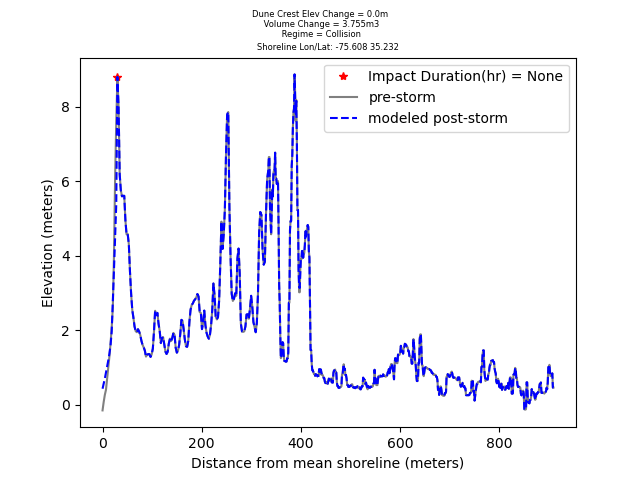 Dune Crest Elev Change = 0.0m
Volume Change = 3.755m3
Regime = Collision
Shoreline Lon/Lat: -75.608 35.232
Impact Duration(hr) = None
pre-storm
modeled post-storm
8
6
4
2
0
Elevation (meters)
0 200 400 600 800
Distance from mean shoreline (meters)